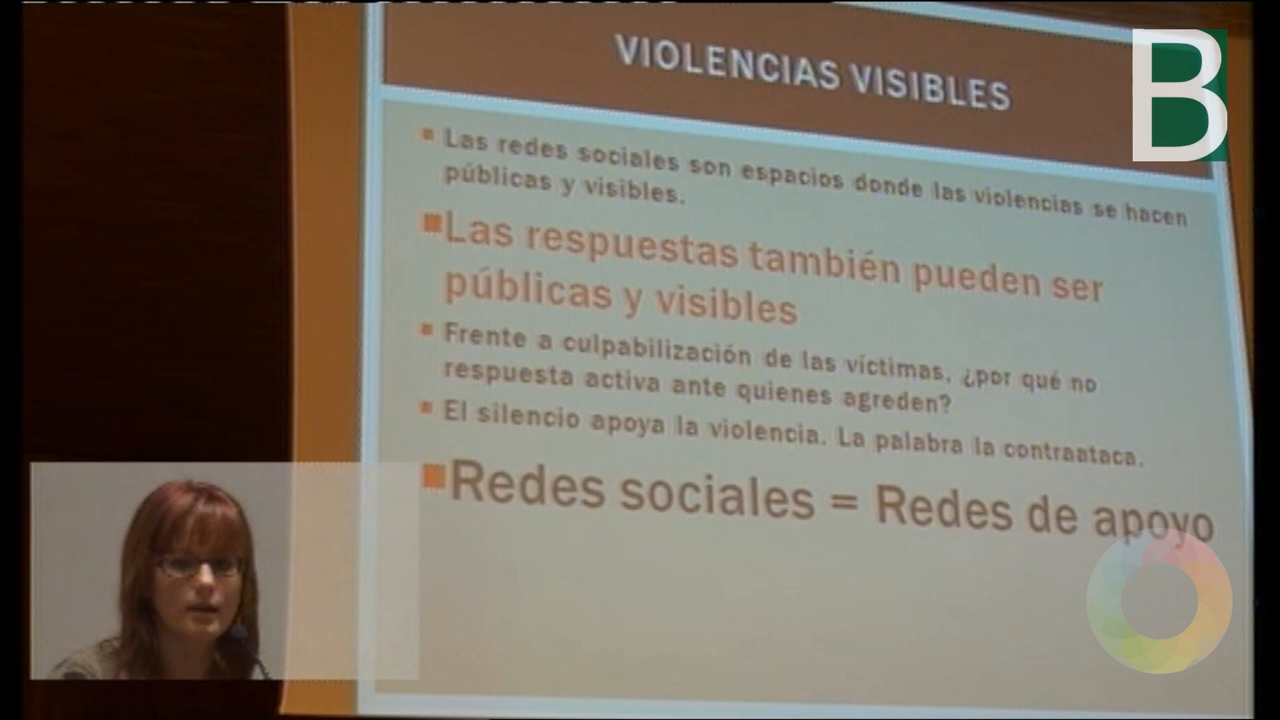 VIOLENCIAS VISIBLES
B
Las redes sociales son espacios donde las violencias se hacen
públicas y visibles.
Las respuestas también pueden ser
públicas y visibles
Frente a culpabilización de las víctimas, ¿por qué no
respuesta activa ante quienes agreden?
El silencio apoya la violencia. La palabra la contraataca.
Redes sociales = Redes de apoyo